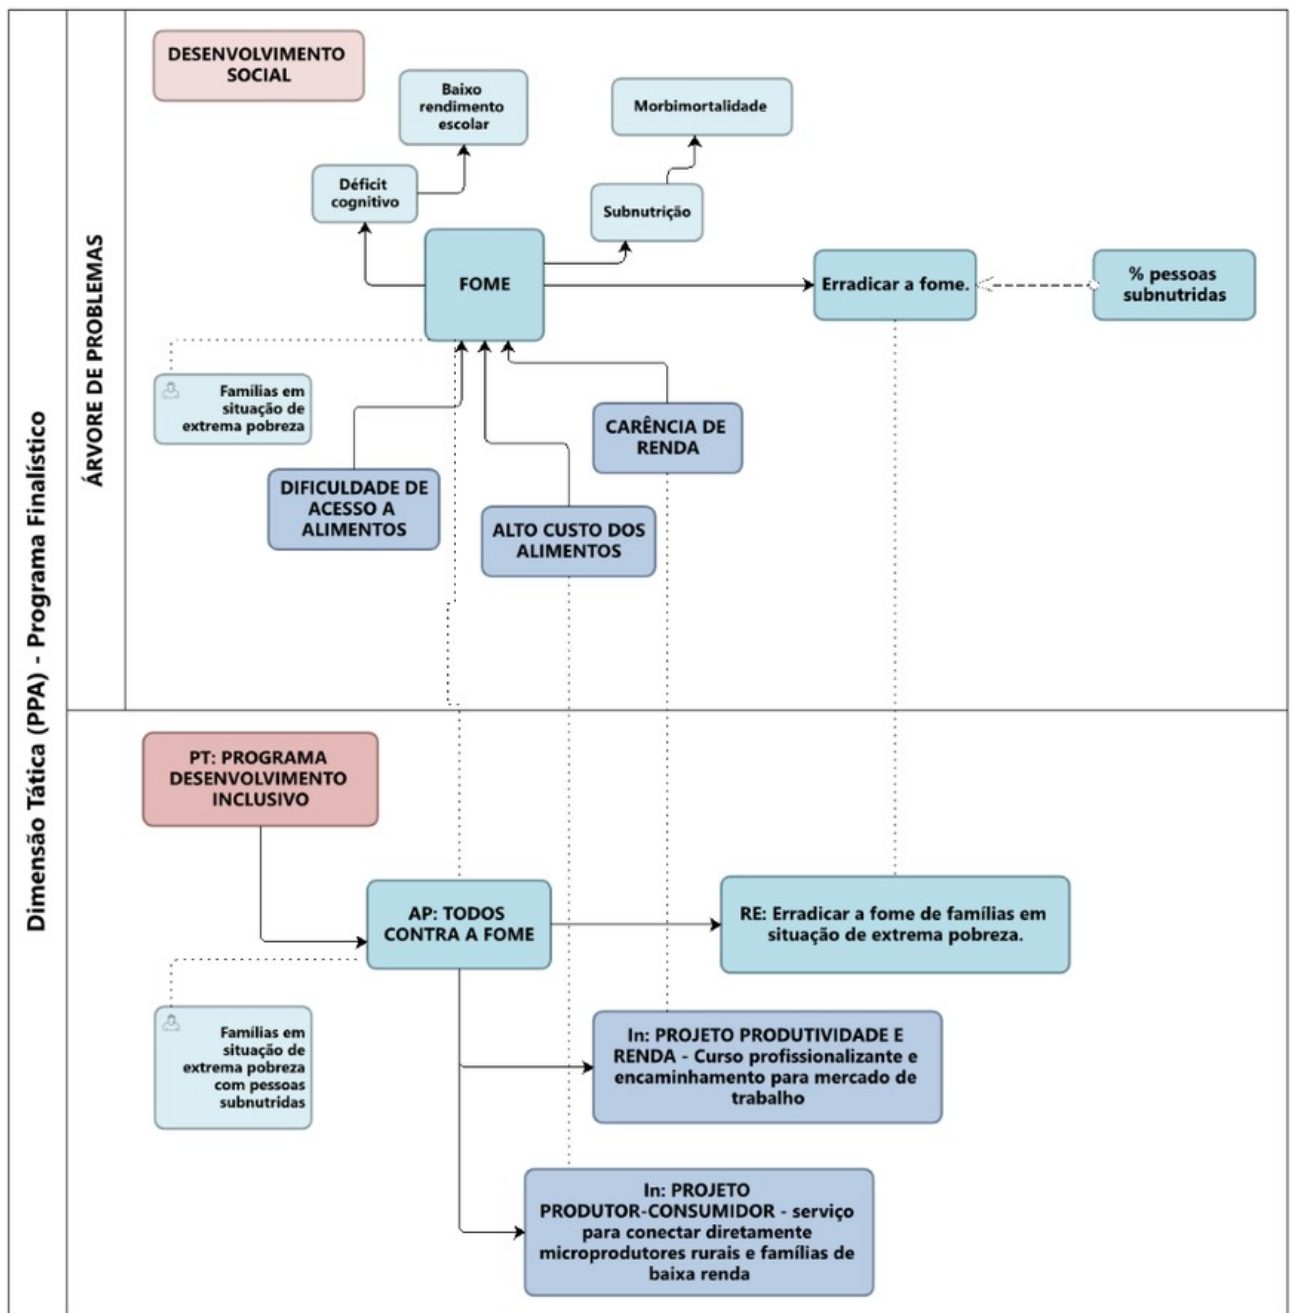 Dimensão Tática (PPA) - Programa Finalístico
ÁRVORE DE PROBLEMAS
DESENVOLVIMENTO
SOCIAL
Baixo
rendimento
escolar
Morbimortalidade
Déficit
cognitivo
Subnutrição
FOME
Erradicar a fome.
% pessoas
subnutridas
Famílias em
situação de
extrema pobreza
CARÊNCIA DE
RENDA
DIFICULDADE DE
ACESSO A
ALIMENTOS
ALTO CUSTO DOS
ALIMENTOS
PT: PROGRAMA
DESENVOLVIMENTO
INCLUSIVO
AP: TODOS
CONTRA A FOME
RE: Erradicar a fome de famílias em
situação de extrema pobreza.
Famílias em
situação de
extrema pobreza
com pessoas
subnutridas
In: PROJETO PRODUTIVIDADE E
RENDA - Curso profissionalizante e
encaminhamento para mercado de
trabalho
In: PROJETO
PRODUTOR-CONSUMIDOR - serviço
para conectar diretamente
microprodutores rurais e famílias de
baixa renda